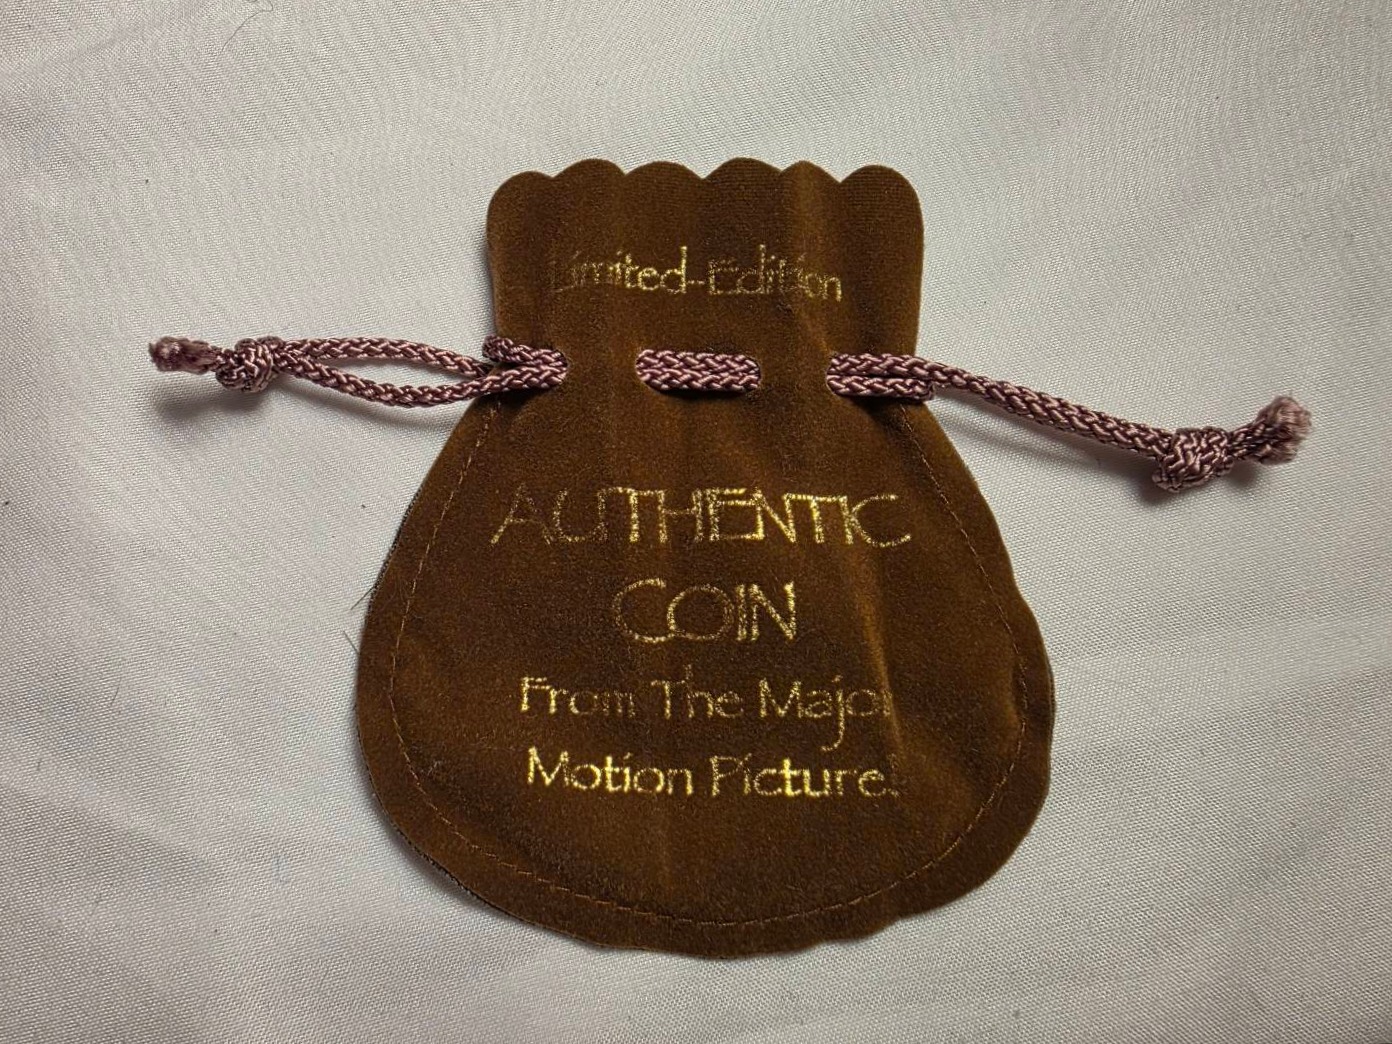 Limited-Edition
AUTHENTIC
COIN
From The Major
Motion Picture!